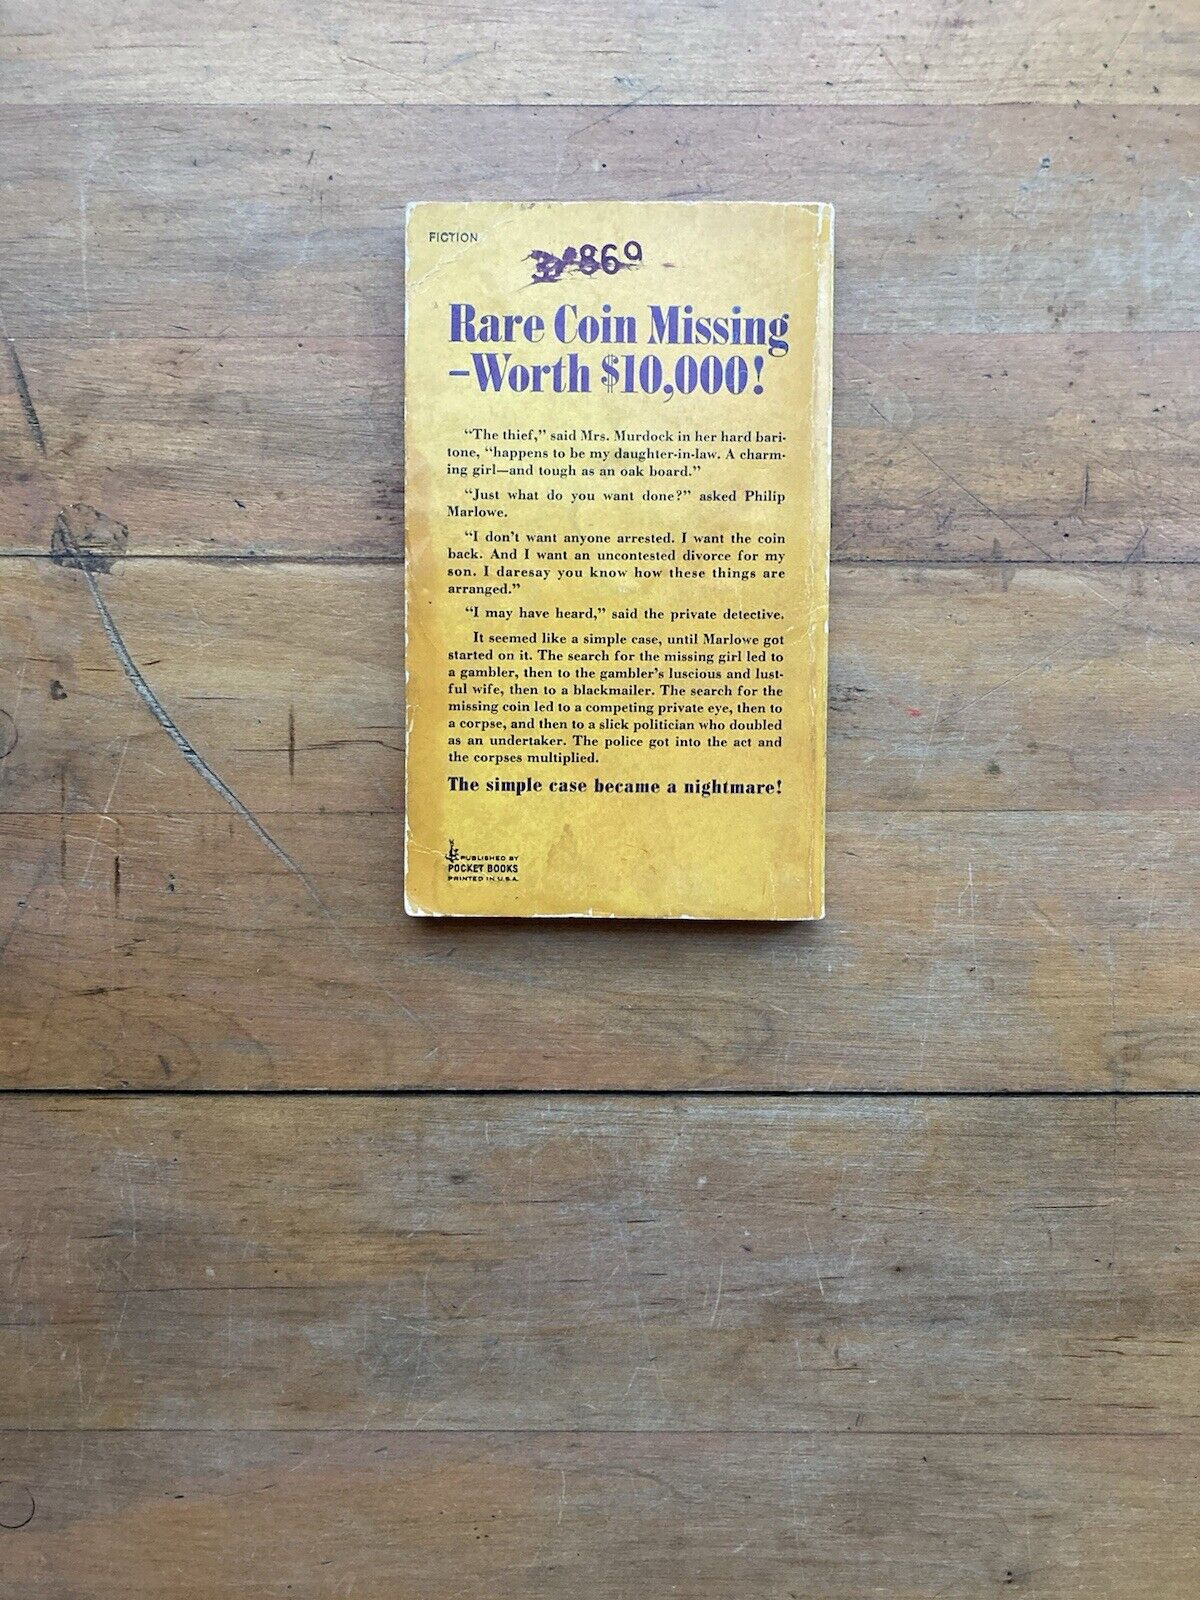 FICTION
869
Rare Coin Missing
–Worth $10,000!
“The thief,” said Mrs. Murdock in her hard bari-
tone, “happens to be my daughter-in-law. A charm-
ing girl—and tough as an oak board.”
“Just what do you want done?” asked Philip
Marlowe.
“I don’t want anyone arrested. I want the coin
back. And I want an uncontested divorce for my
son. I daresay you know how these things are
arranged.”
“I may have heard,” said the private detective.
It seemed like a simple case, until Marlowe got
started on it. The search for the missing girl led to
a gambler, then to the gambler’s luscious and lust-
ful wife, then to a blackmailer. The search for the
missing coin led to a competing private eye, then to
a corpse, and then to a slick politician who doubled
as an undertaker. The police got into the act and
the corpses multiplied.
The simple case became a nightmare!
PUBLISHED BY
POCKET BOOKS
PRINTED IN U.S.A.